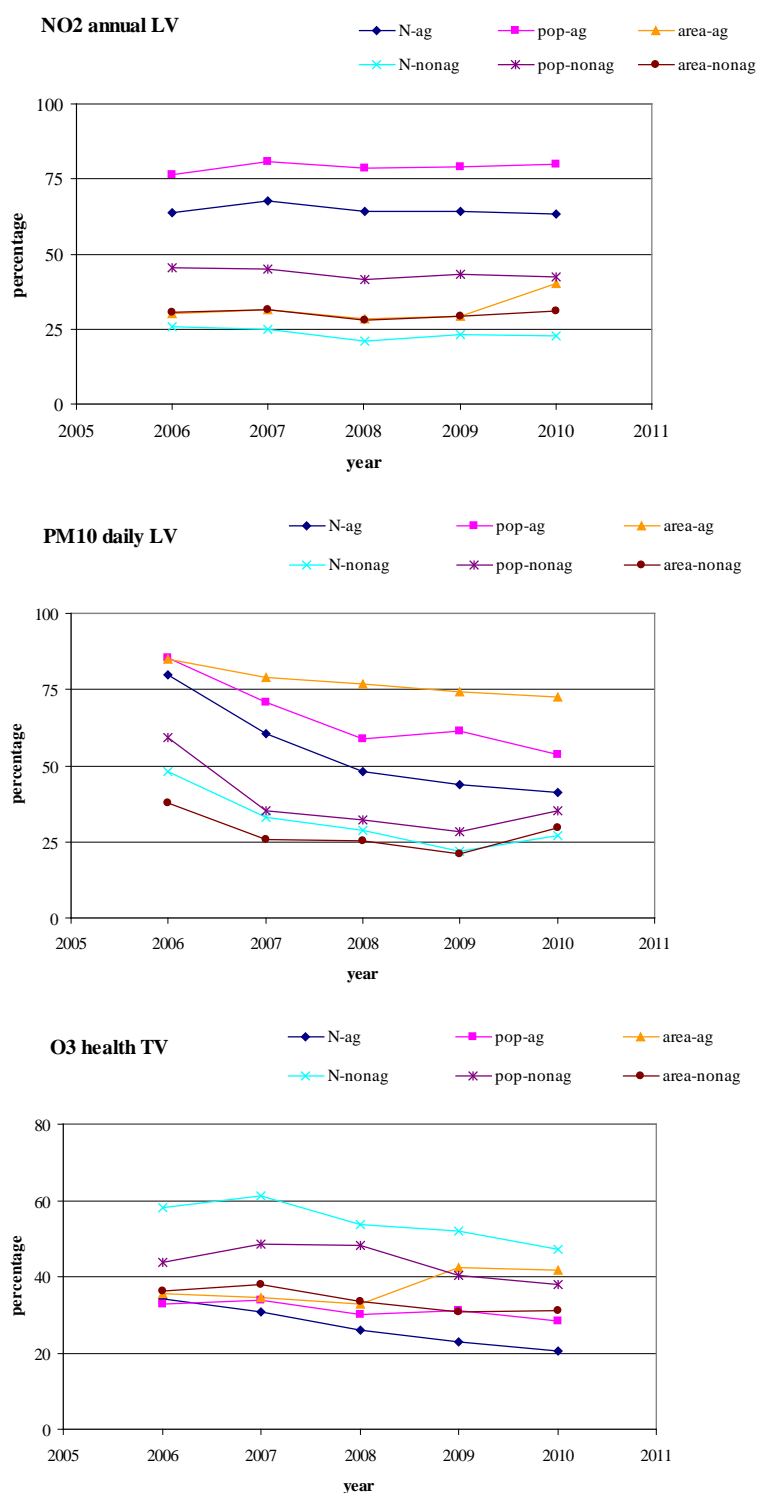 NO2 annual LV
N-ag pop-ag area-ag
N-nonag pop-nonag area-nonag
100
75
50
25
0
percentage
2005 2006 2007 2008 2009 2010 2011
year
PM10 daily LV
N-ag pop-ag area-ag
N-nonag pop-nonag area-nonag
100
75
50
25
0
percentage
2005 2006 2007 2008 2009 2010 2011
year
O3 health TV
N-ag pop-ag area-ag
N-nonag pop-nonag area-nonag
80
60
40
20
0
percentage
2005 2006 2007 2008 2009 2010 2011
year